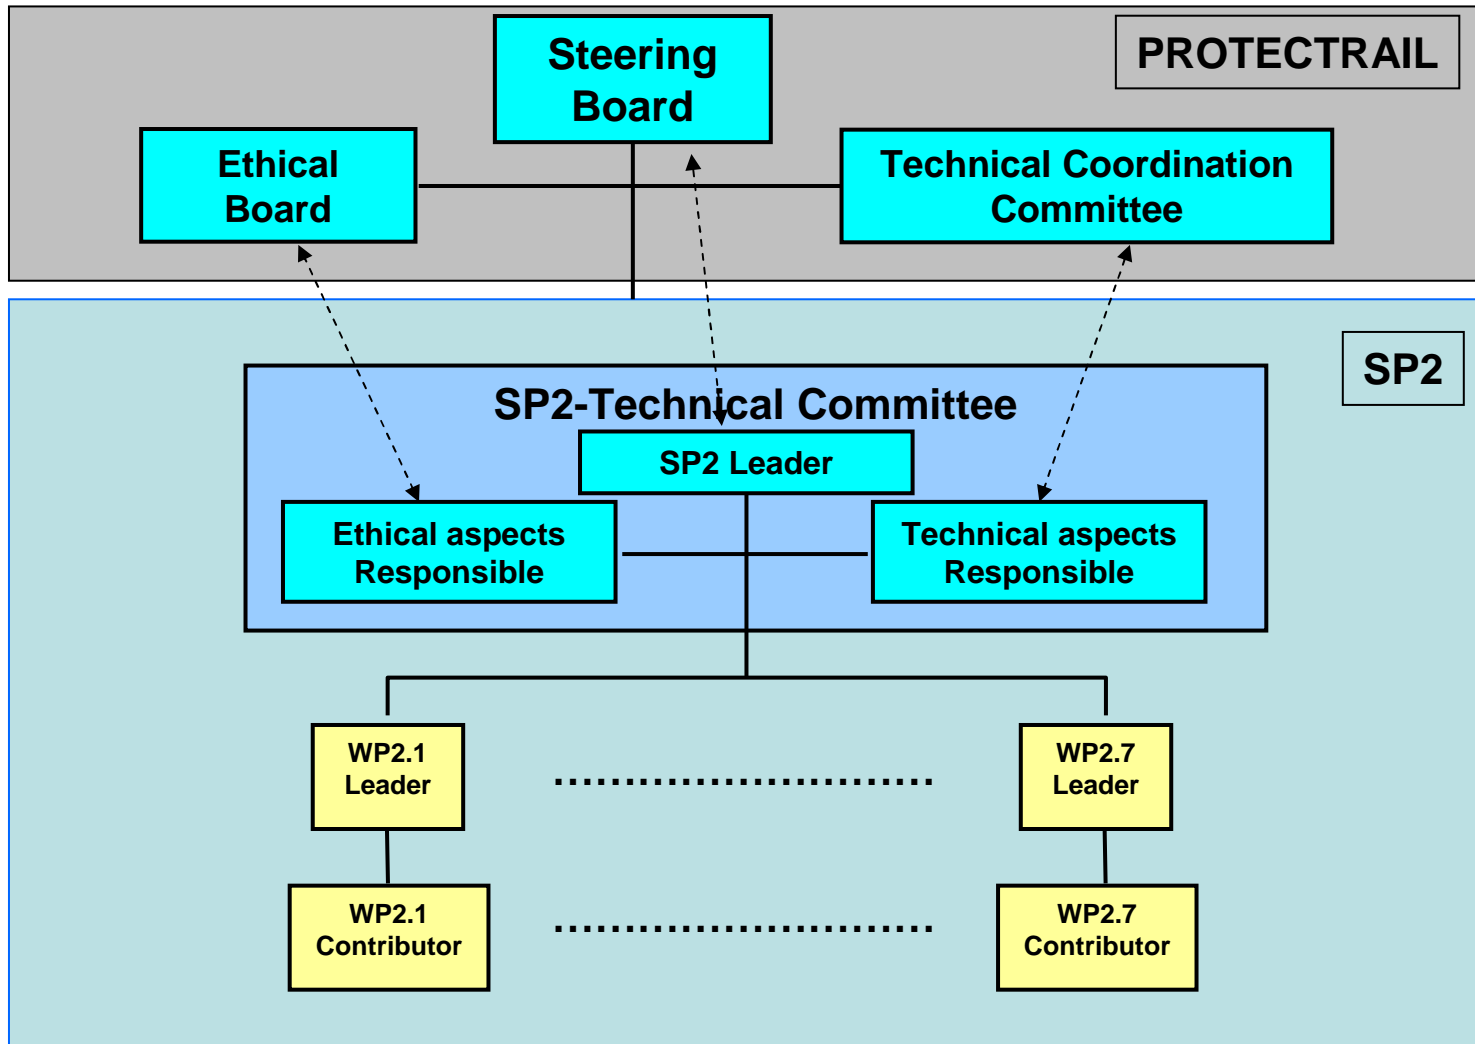 PROTECTRAIL
Steering
Board
Ethical
Board
Technical Coordination
Committee
SP2
SP2-Technical Committee
SP2 Leader
Ethical aspects
Responsible
Technical aspects
Responsible
WP2.1
Leader
...........................
WP2.7
Leader
WP2.1
Contributor
...........................
WP2.7
Contributor